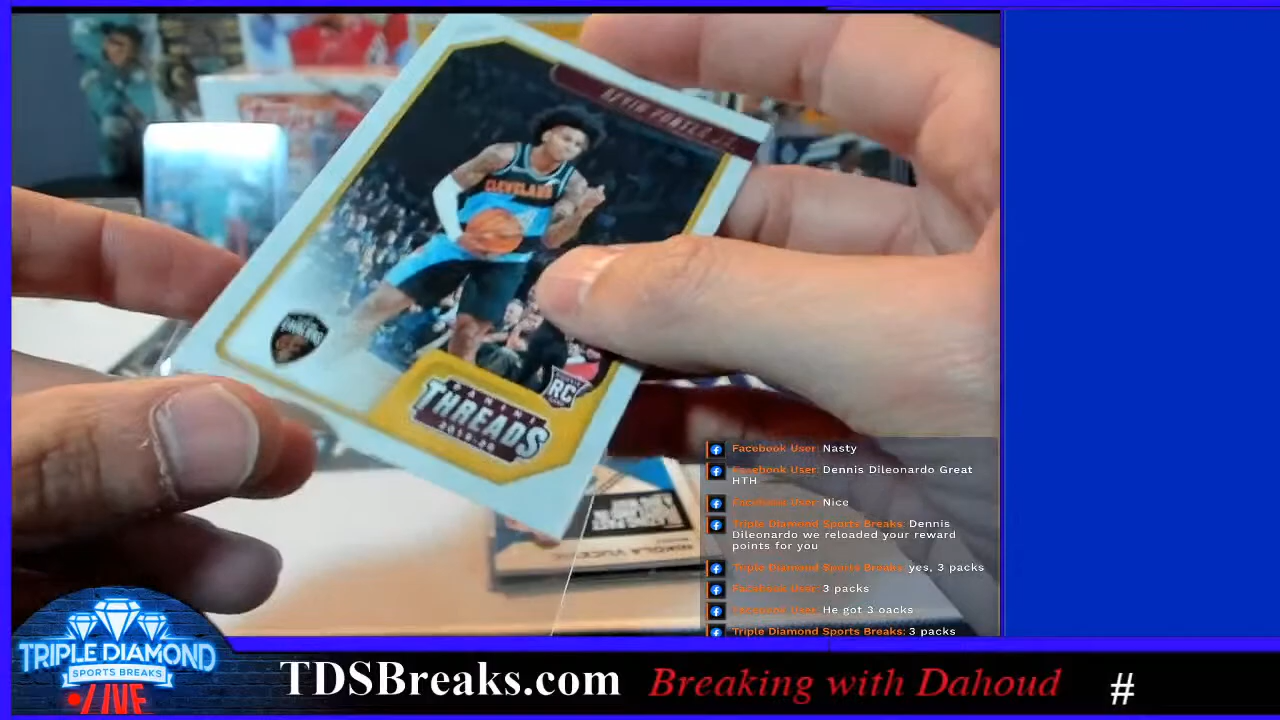 KEVIN PORTER JR.
CLEVELAND
RC
PANINI
THREADS
2019-20
Facebook User: Nasty
Facebook User: Dennis Dileonardo Great
HTH
Facebook User: Nice
Triple Diamond Sports Breaks: Dennis
Dileonardo we reloaded your reward
points for you
Triple Diamond Sports Breaks: yes, 3 packs
Facebook User: 3 packs
Facebook User: He got 3 oacks
Triple Diamond Sports Breaks: 3 packs
TRIPLE DIAMOND
SPORTS BREAKS
LIVE
TDSBreaks.com
Breaking with Dahoud
#